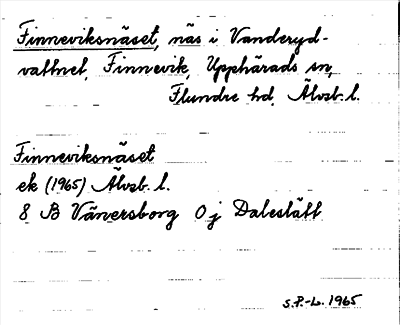 Finneviksnäset, näs i Vanderyd-
vattnet, Finnevik, Upphärads sn,
Flundre hd, Älvsb. l.
Finneviksnäset
ek (1965) Älvsb. l.
8 B Vänersborg 0 j Daleslätt
S.P.-L. 1965